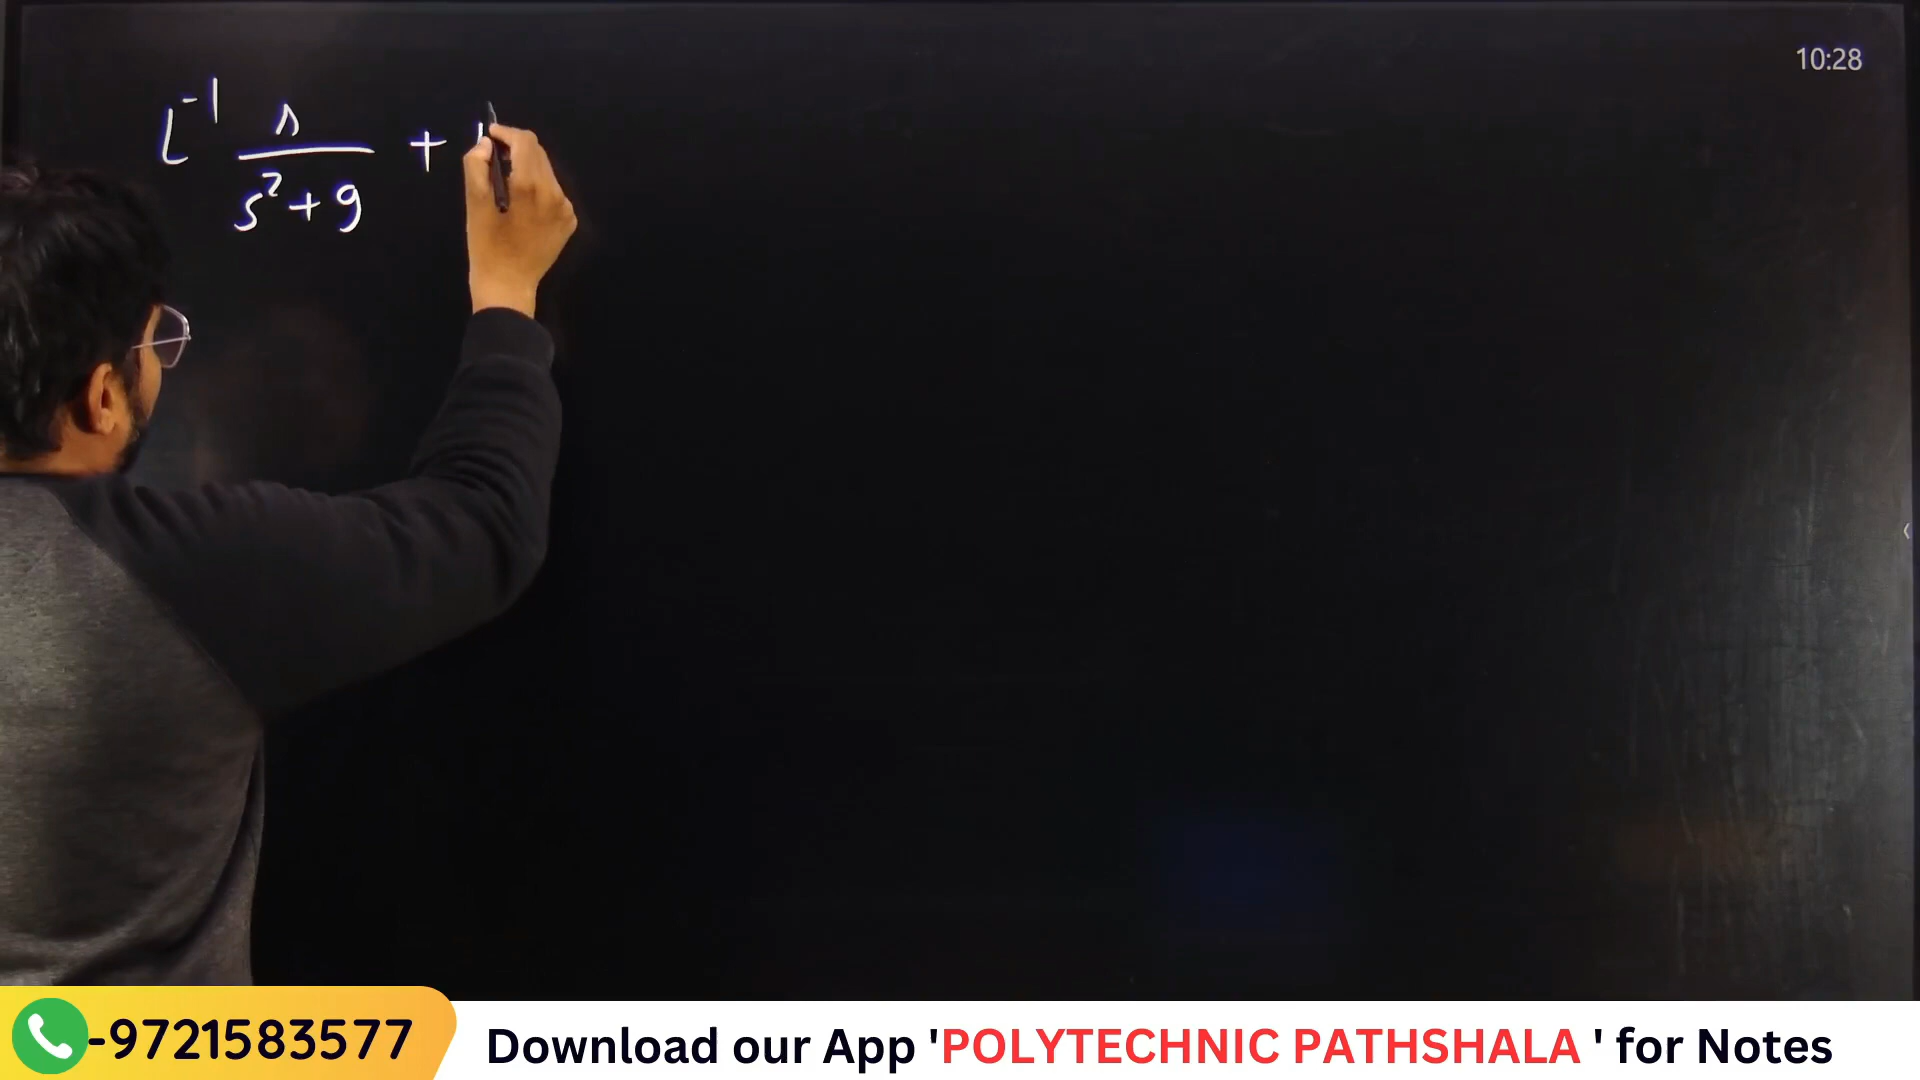 10:28
L⁻¹ s/(s²+9) +
-9721583577
Download our App 'POLYTECHNIC PATHSHALA ' for Notes